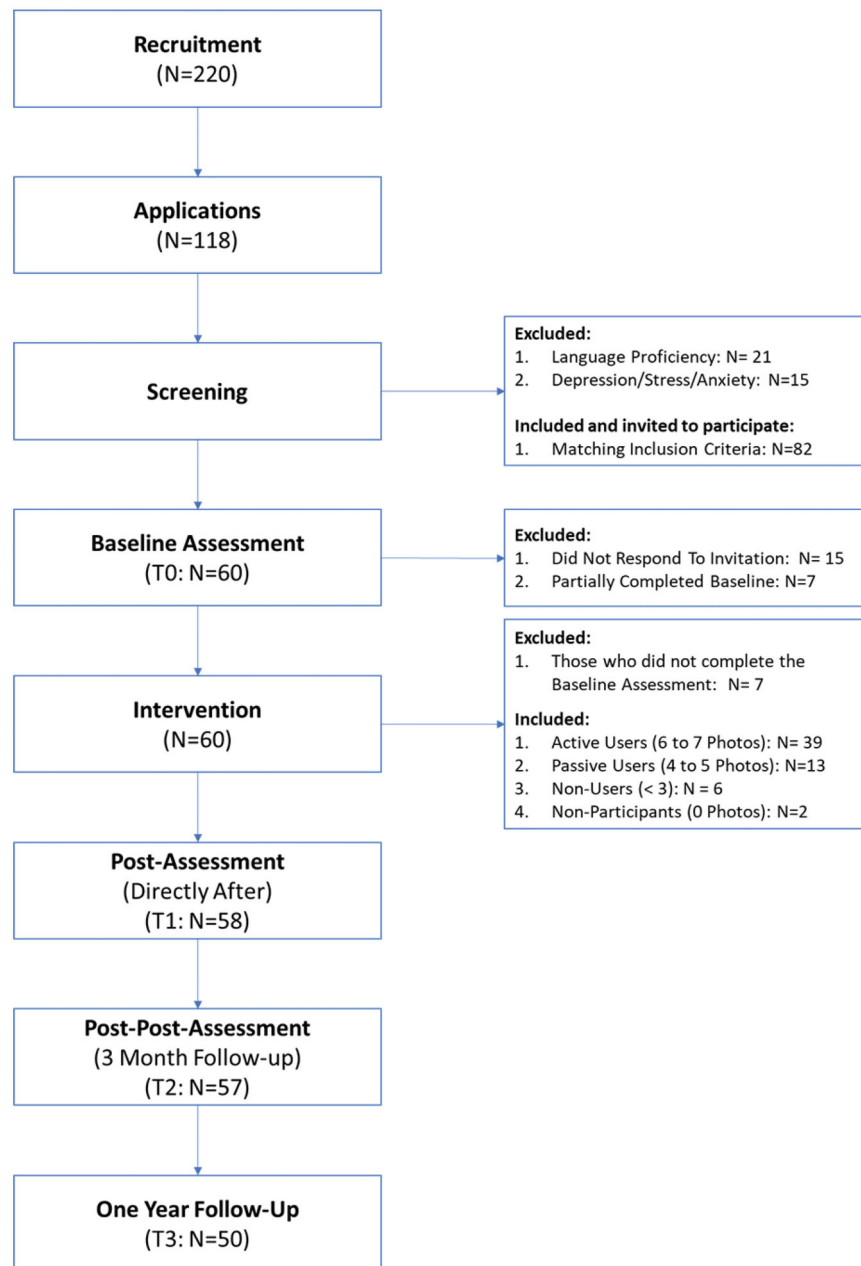 Recruitment
(N=220)
Applications
(N=118)
Screening
Excluded:
1. Language Proficiency: N= 21
2. Depression/Stress/Anxiety: N=15
Included and invited to participate:
1. Matching Inclusion Criteria: N=82
Baseline Assessment
(T0: N=60)
Excluded:
1. Did Not Respond To Invitation: N= 15
2. Partially Completed Baseline: N=7
Intervention
(N=60)
Excluded:
1. Those who did not complete the
Baseline Assessment: N= 7
Included:
1. Active Users (6 to 7 Photos): N= 39
2. Passive Users (4 to 5 Photos): N=13
3. Non-Users (< 3): N = 6
4. Non-Participants (0 Photos): N=2
Post-Assessment
(Directly After)
(T1: N=58)
Post-Post-Assessment
(3 Month Follow-up)
(T2: N=57)
One Year Follow-Up
(T3: N=50)